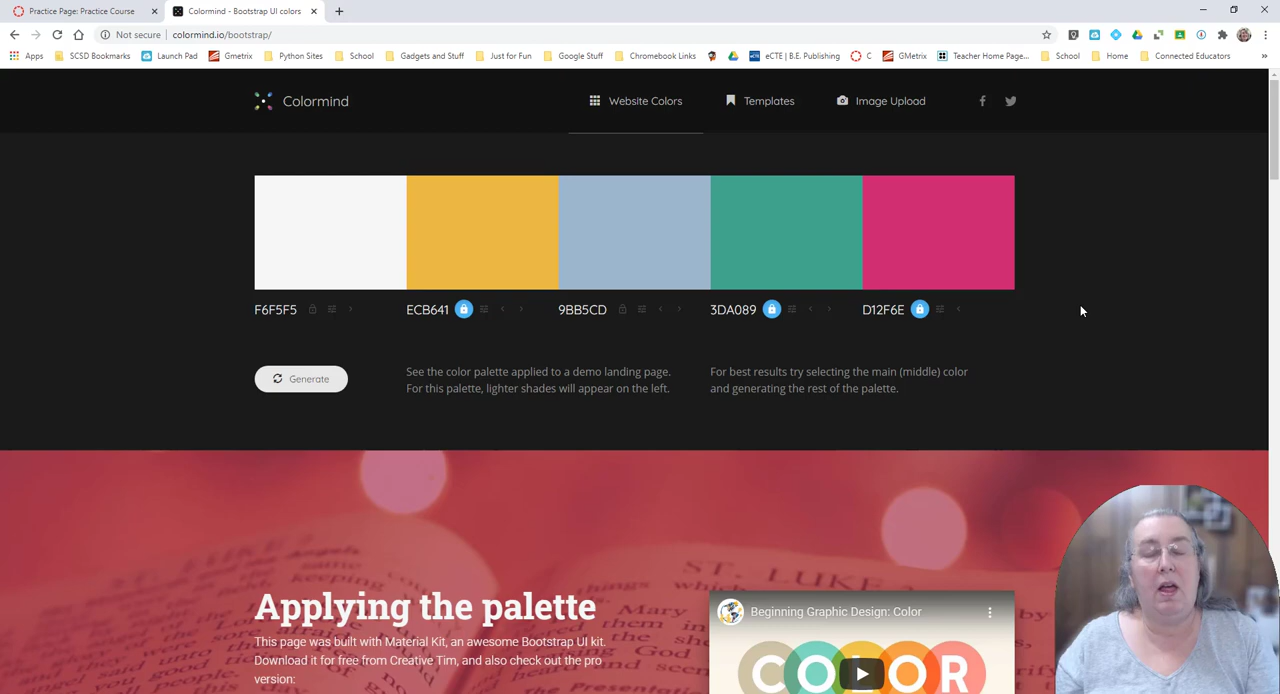 Practice Page: Practice Course
Colormind - Bootstrap UI colors
Not secure | colormind.io/bootstrap/
Apps SCSD Bookmarks Launch Pad Gmetrix Python Sites School Gadgets and Stuff Just for Fun Google Stuff Chromebook Links eCTE | B.E. Publishing C GMetrix Teacher Home Page... School Home Connected Educators »
Colormind Website Colors Templates Image Upload
F6F5F5 ECB641 9BB5CD 3DA089 D12F6E
Generate
See the color palette applied to a demo landing page.
For this palette, lighter shades will appear on the left.
For best results try selecting the main (middle) color
and generating the rest of the palette.
Applying the palette
This page was built with Material Kit, an awesome Bootstrap UI kit.
Download it for free from Creative Tim, and also check out the pro
version:
ST. LUKE
Beginning Graphic Design: Color
COLOR